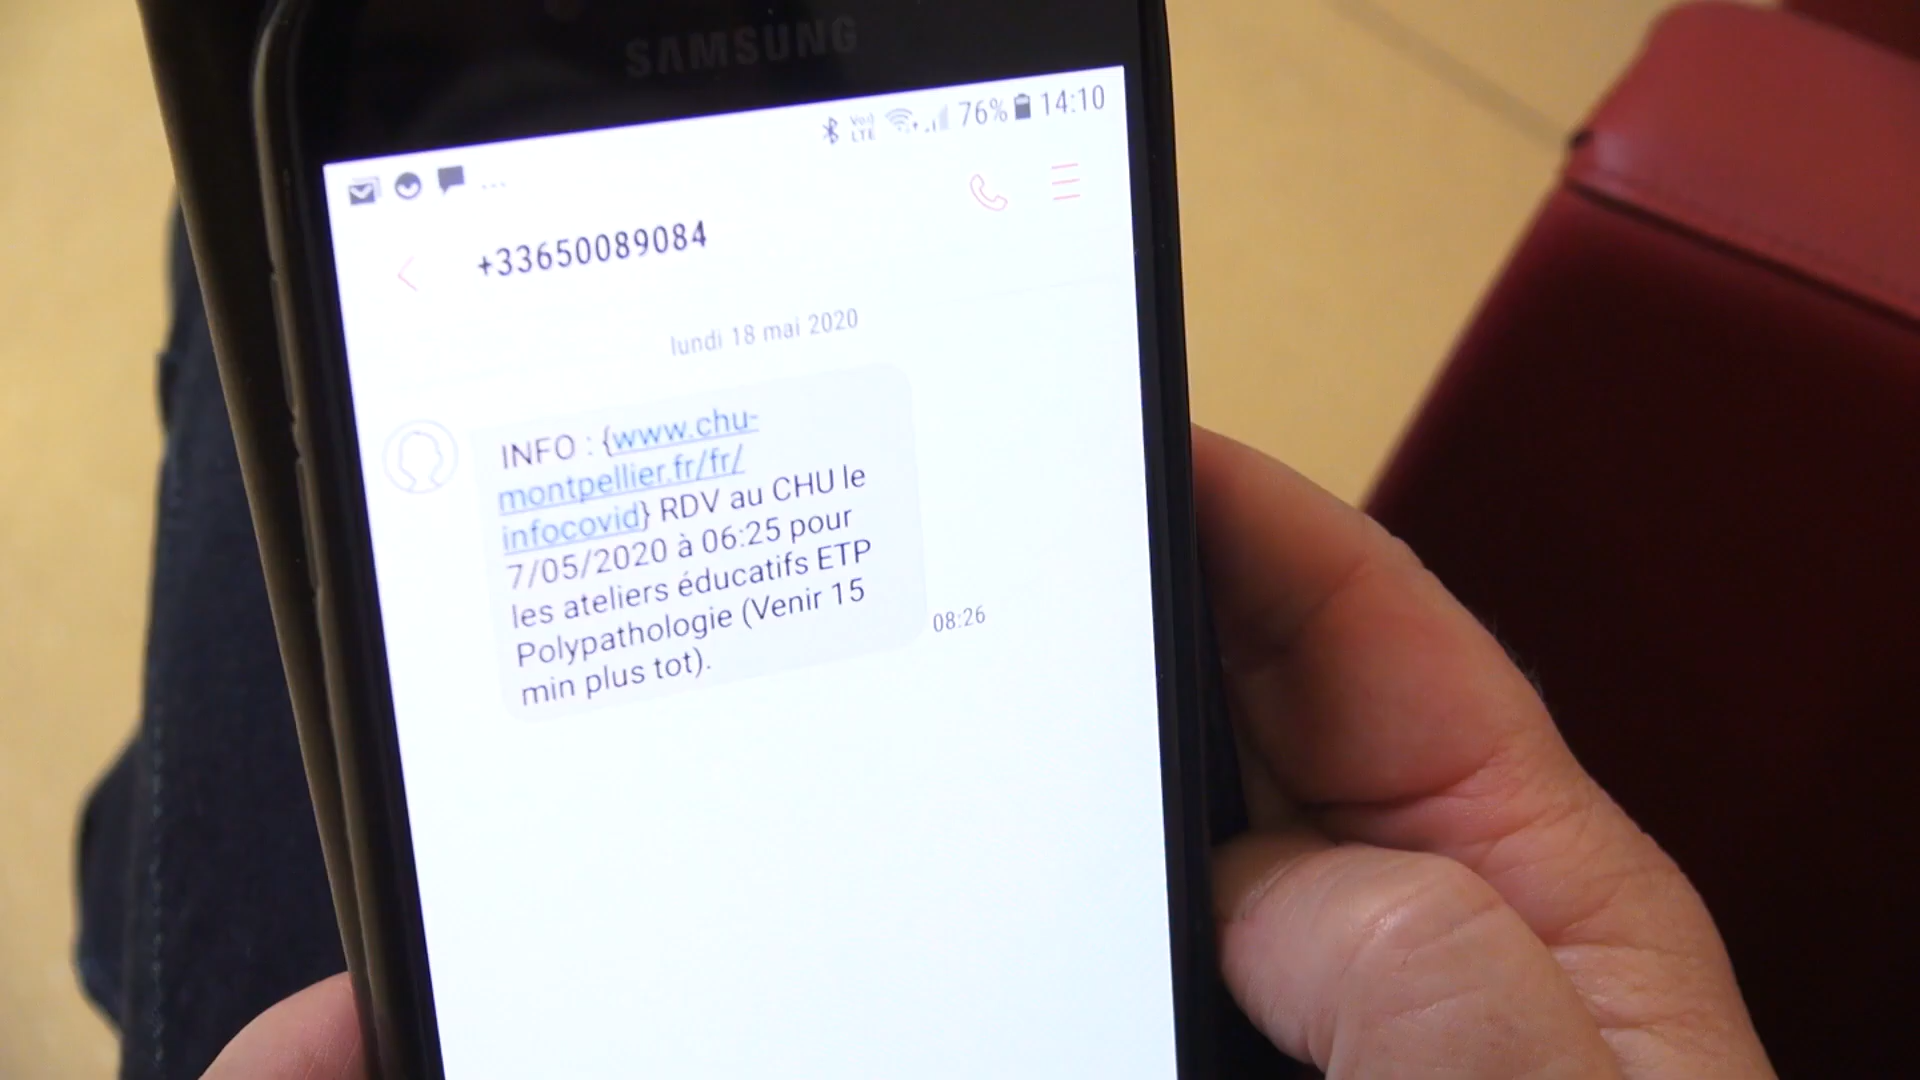 SAMSUNG
Vo)) LTE 76% 14:10
...
+33650089084
lundi 18 mai 2020
INFO : {www.chu-
montpellier.fr/fr/
infocovid} RDV au CHU le
7/05/2020 à 06:25 pour
les ateliers éducatifs ETP
Polypathologie (Venir 15
min plus tot).
08:26